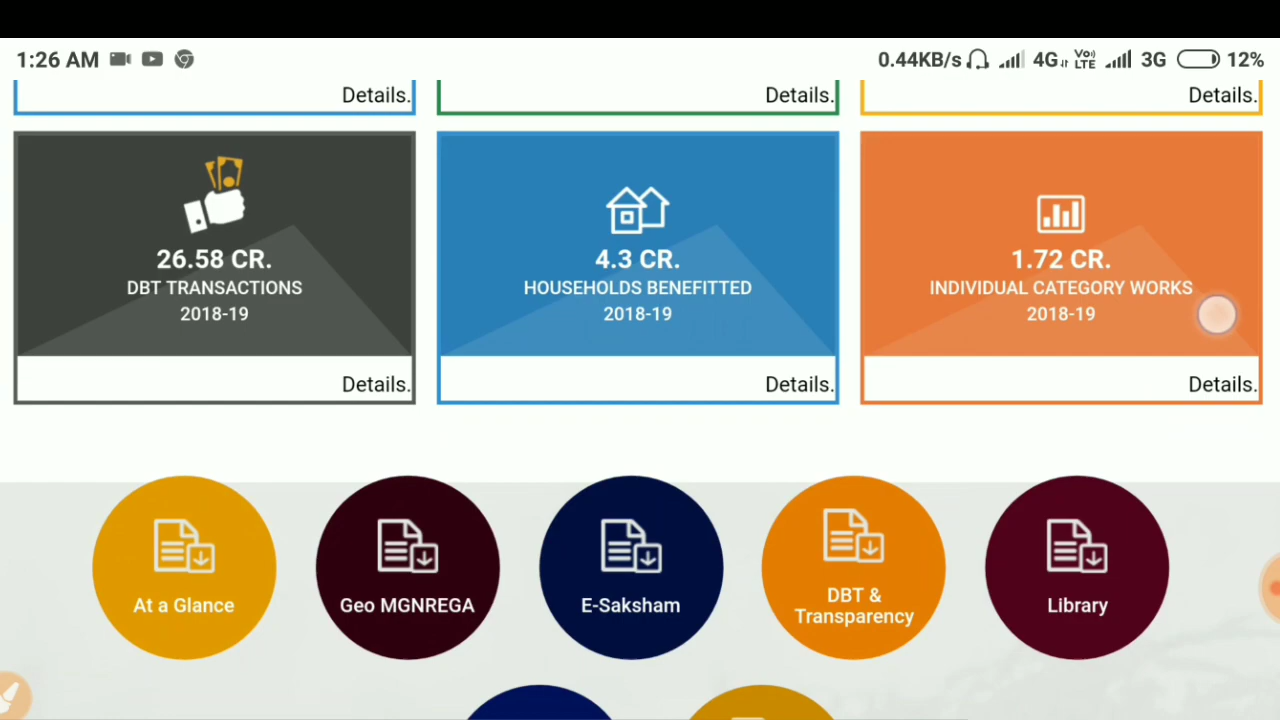 1:26 AM
0.44KB/s 4G Vo)) LTE 3G 12%
Details.
Details.
Details.
26.58 CR.
DBT TRANSACTIONS
2018-19
Details.
4.3 CR.
HOUSEHOLDS BENEFITTED
2018-19
Details.
1.72 CR.
INDIVIDUAL CATEGORY WORKS
2018-19
Details.
At a Glance
Geo MGNREGA
E-Saksham
DBT &
Transparency
Library